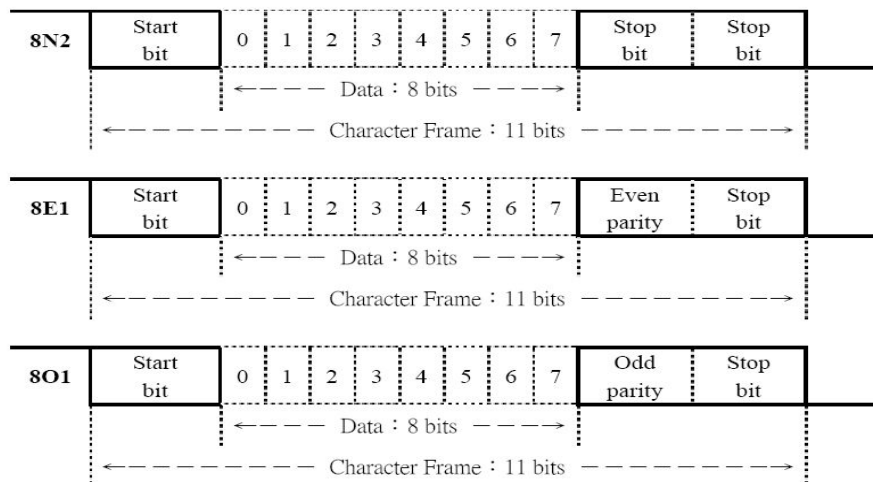 8N2 Start bit 0 1 2 3 4 5 6 7 Stop bit Stop bit
Data : 8 bits
Character Frame : 11 bits
8E1 Start bit 0 1 2 3 4 5 6 7 Even parity Stop bit
Data : 8 bits
Character Frame : 11 bits
8O1 Start bit 0 1 2 3 4 5 6 7 Odd parity Stop bit
Data : 8 bits
Character Frame : 11 bits